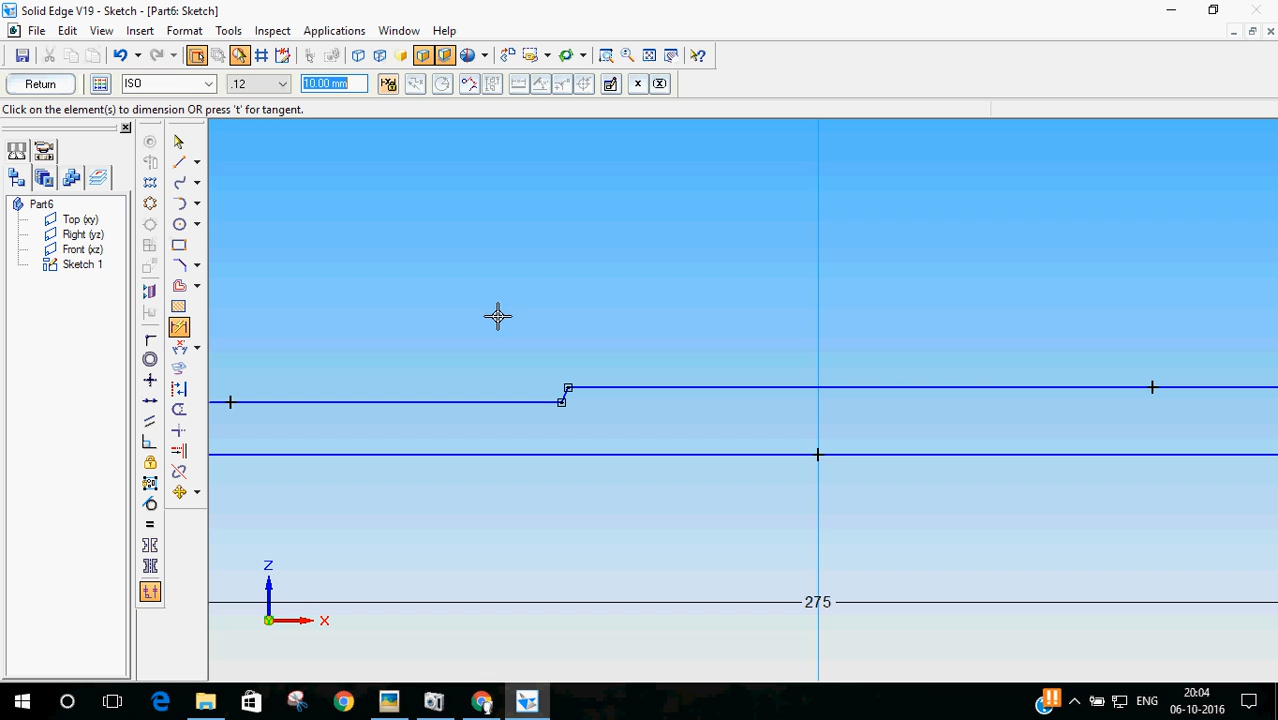 Solid Edge V19 - Sketch - [Part6: Sketch]
File Edit View Insert Format Tools Inspect Applications Window Help
Return ISO .12 10.00 mm
Click on the element(s) to dimension OR press 't' for tangent.
Part6
Top (xy)
Right (yz)
Front (xz)
Sketch 1
Z
X
275
ENG
20:04
06-10-2016